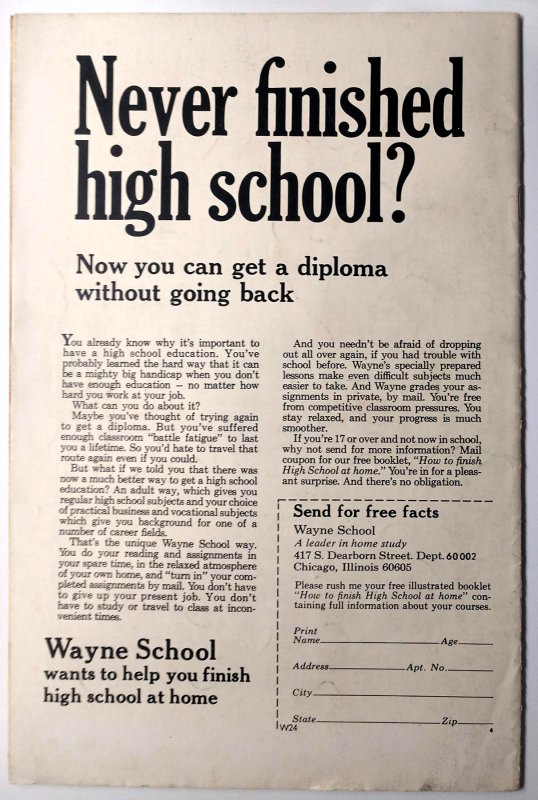 Never finished
high school?
Now you can get a diploma
without going back
You already know why it's important to
have a high school education. You've
probably learned the hard way that it can
be a mighty big handicap when you don't
have enough education — no matter how
hard you work at your job.
What can you do about it?
Maybe you've thought of trying again
to get a diploma. But you've suffered
enough classroom "battle fatigue" to last
you a lifetime. So you'd hate to travel that
route again even if you could.
But what if we told you that there was
now a much better way to get a high school
education? An adult way, which gives you
regular high school subjects and your choice
of practical business and vocational subjects
which give you background for one of a
number of career fields.
That's the unique Wayne School way.
You do your reading and assignments in
your spare time, in the relaxed atmosphere
of your own home, and "turn in" your com-
pleted assignments by mail. You don't have
to give up your present job. You don't
have to study or travel to class at incon-
venient times.
Wayne School
wants to help you finish
high school at home
And you needn't be afraid of dropping
out all over again, if you had trouble with
school before. Wayne's specially prepared
lessons make even difficult subjects much
easier to take. And Wayne grades your as-
signments in private, by mail. You're free
from competitive classroom pressures. You
stay relaxed, and your progress is much
smoother.
If you're 17 or over and not now in school,
why not send for more information? Mail
coupon for our free booklet, "How to finish
High School at home." You're in for a pleas-
ant surprise. And there's no obligation.
Send for free facts
Wayne School
A leader in home study
417 S. Dearborn Street. Dept. 60002
Chicago, Illinois 60605
Please rush me your free illustrated booklet
"How to finish High School at home" con-
taining full information about your courses.
Print
Name Age
Address Apt. No.
City
State Zip
W24 4